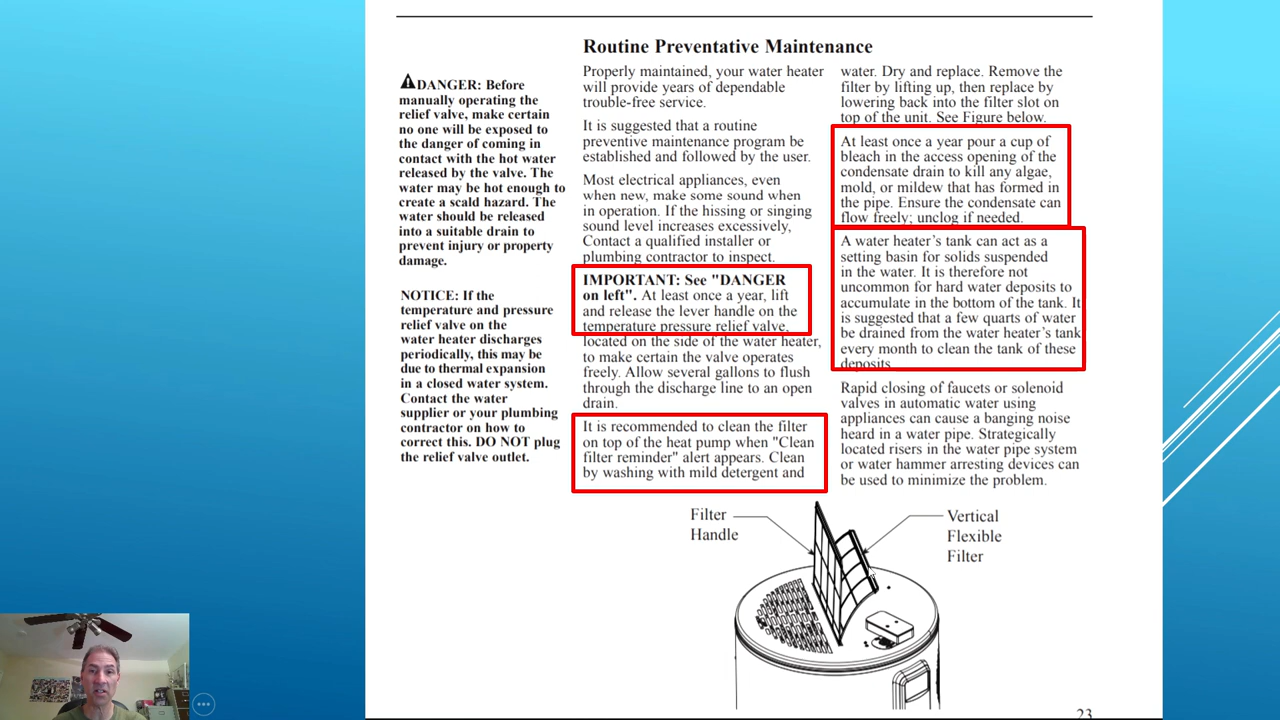 Routine Preventative Maintenance
⚠DANGER: Before
manually operating the
relief valve, make certain
no one will be exposed to
the danger of coming in
contact with the hot water
released by the valve. The
water may be hot enough to
create a scald hazard. The
water should be released
into a suitable drain to
prevent injury or property
damage.
NOTICE: If the
temperature and pressure
relief valve on the
water heater discharges
periodically, this may be
due to thermal expansion
in a closed water system.
Contact the water
supplier or your plumbing
contractor on how to
correct this. DO NOT plug
the relief valve outlet.
Properly maintained, your water heater
will provide years of dependable
trouble-free service.
It is suggested that a routine
preventive maintenance program be
established and followed by the user.
Most electrical appliances, even
when new, make some sound when
in operation. If the hissing or singing
sound level increases excessively,
Contact a qualified installer or
plumbing contractor to inspect.
IMPORTANT: See "DANGER
on left". At least once a year, lift
and release the lever handle on the
temperature pressure relief valve,
located on the side of the water heater,
to make certain the valve operates
freely. Allow several gallons to flush
through the discharge line to an open
drain.
It is recommended to clean the filter
on top of the heat pump when "Clean
filter reminder" alert appears. Clean
by washing with mild detergent and
water. Dry and replace. Remove the
filter by lifting up, then replace by
lowering back into the filter slot on
top of the unit. See Figure below.
At least once a year pour a cup of
bleach in the access opening of the
condensate drain to kill any algae,
mold, or mildew that has formed in
the pipe. Ensure the condensate can
flow freely; unclog if needed.
A water heater's tank can act as a
setting basin for solids suspended
in the water. It is therefore not
uncommon for hard water deposits to
accumulate in the bottom of the tank. It
is suggested that a few quarts of water
be drained from the water heater's tank
every month to clean the tank of these
deposits.
Rapid closing of faucets or solenoid
valves in automatic water using
appliances can cause a banging noise
heard in a water pipe. Strategically
located risers in the water pipe system
or water hammer arresting devices can
be used to minimize the problem.
Filter
Handle
Vertical
Flexible
Filter
23